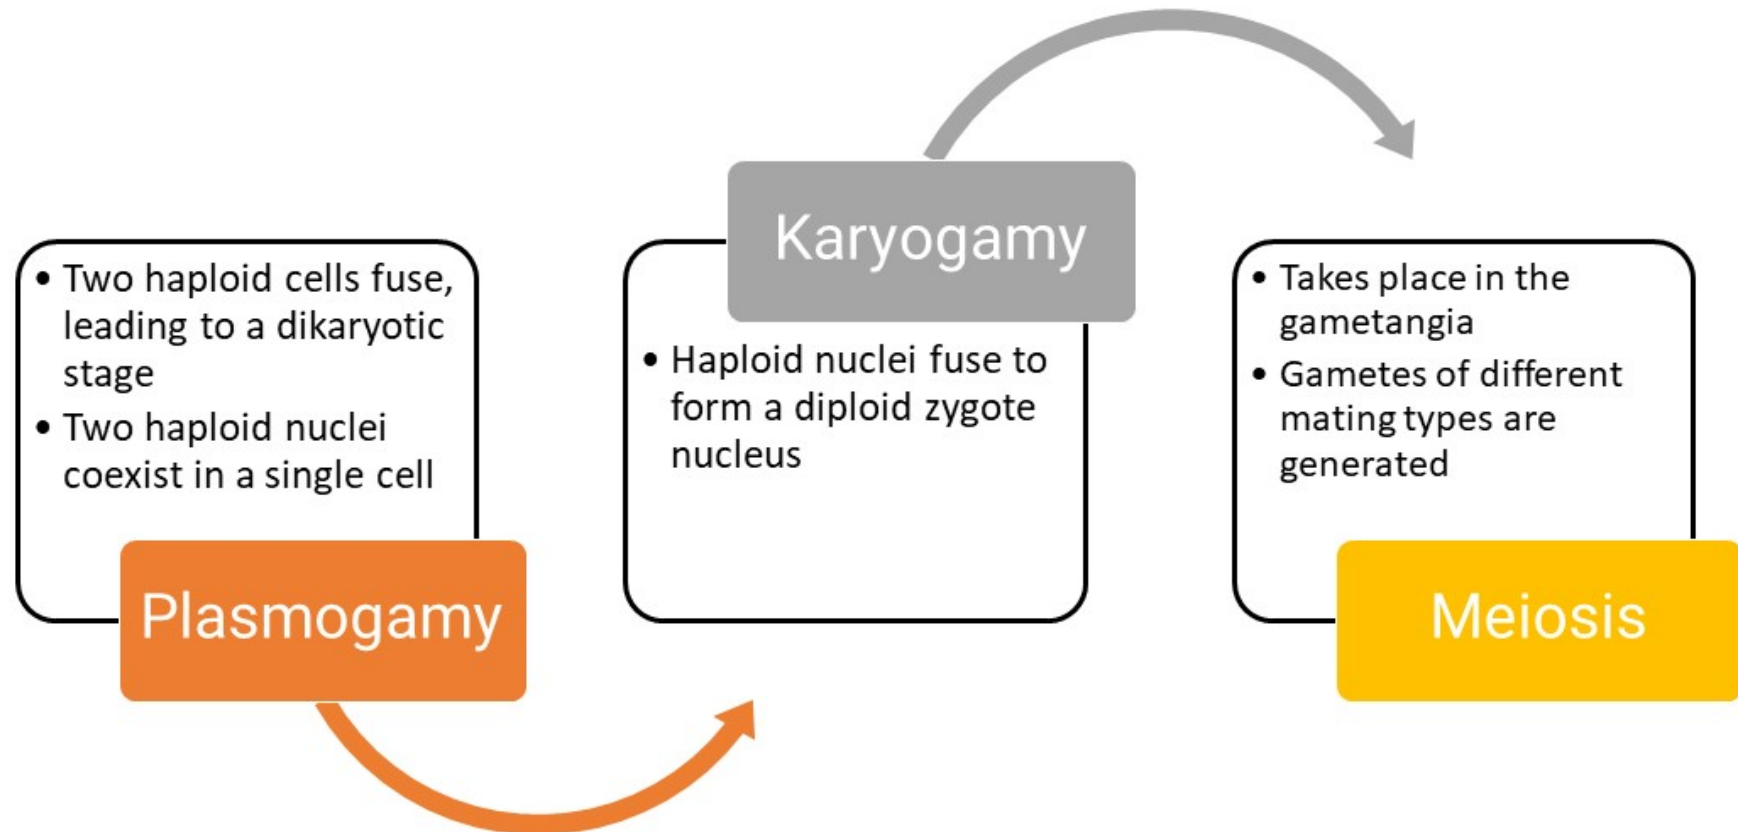 • Two haploid cells fuse,
leading to a dikaryotic
stage
• Two haploid nuclei
coexist in a single cell
Plasmogamy
Karyogamy
• Haploid nuclei fuse to
form a diploid zygote
nucleus
• Takes place in the
gametangia
• Gametes of different
mating types are
generated
Meiosis